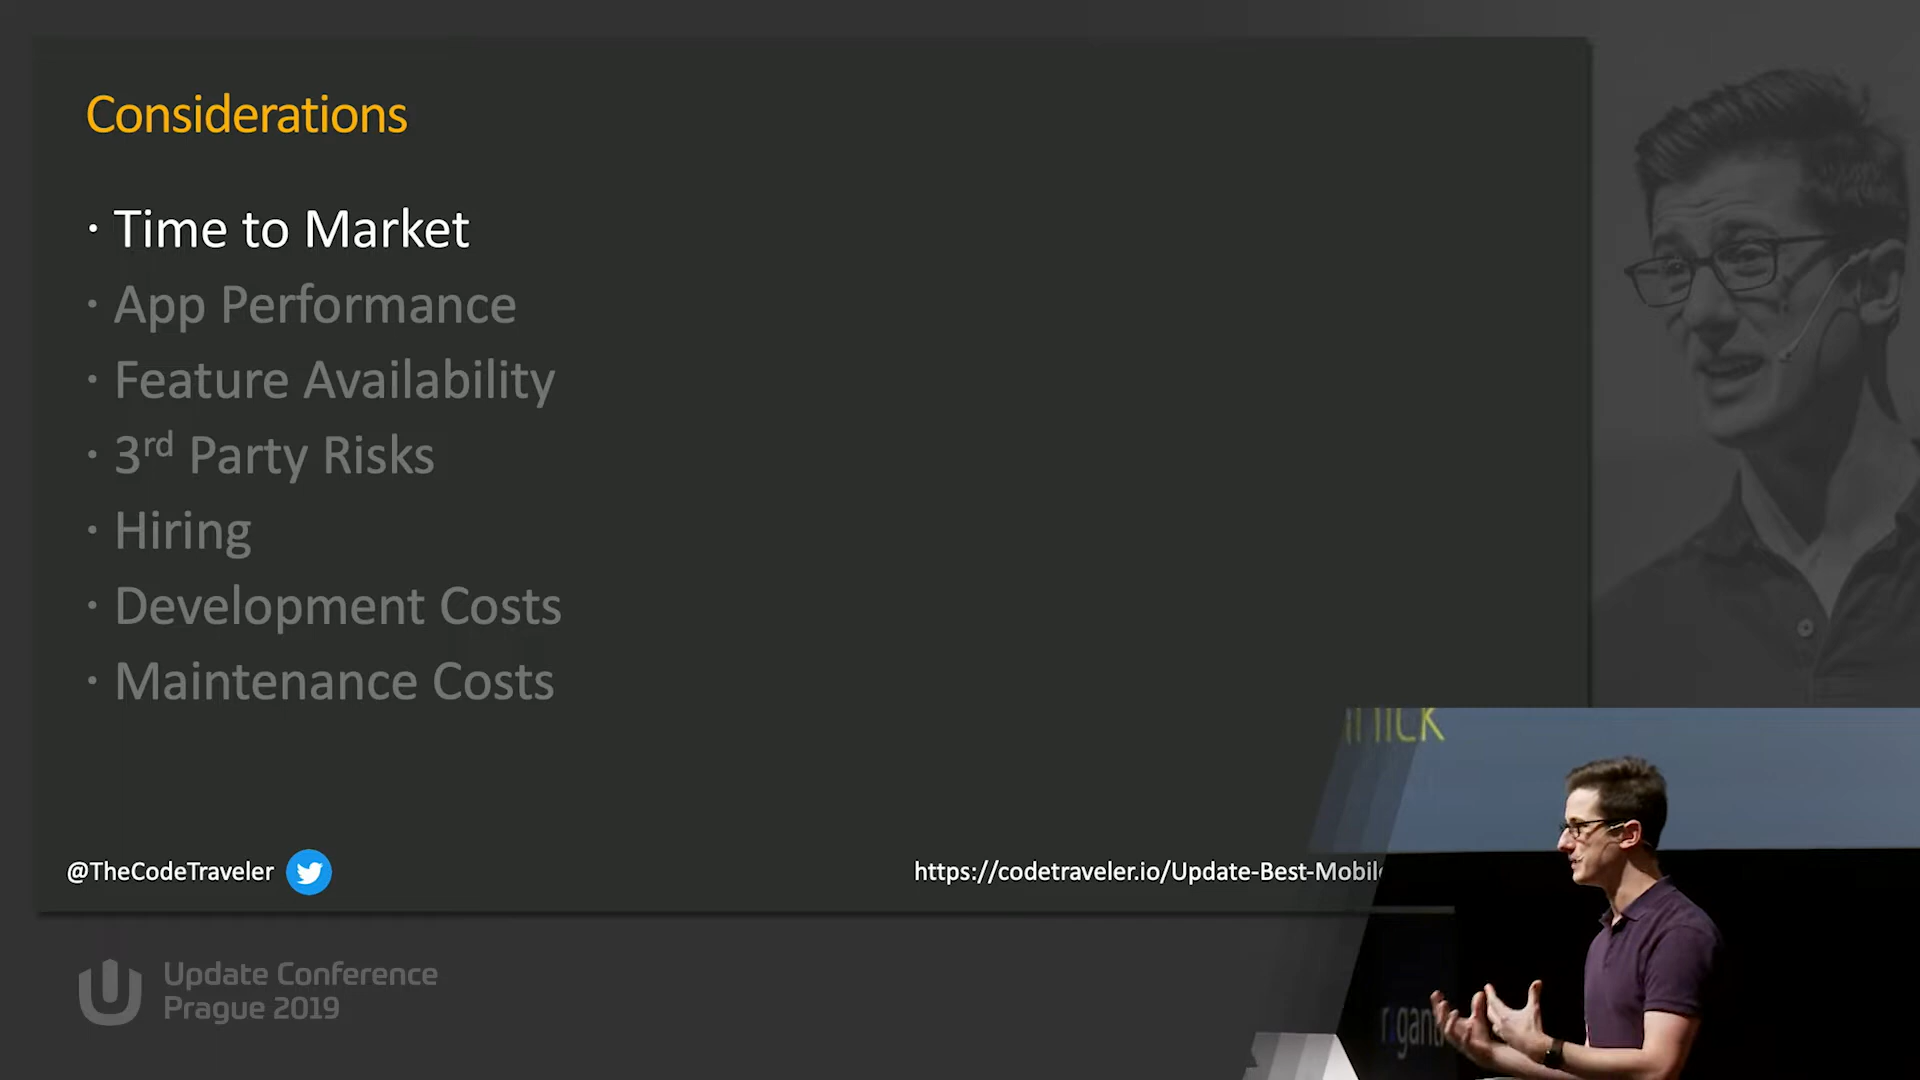 Considerations
· Time to Market
· App Performance
· Feature Availability
· 3rd Party Risks
· Hiring
· Development Costs
· Maintenance Costs
@TheCodeTraveler
https://codetraveler.io/Update-Best-Mobile
Update Conference
Prague 2019